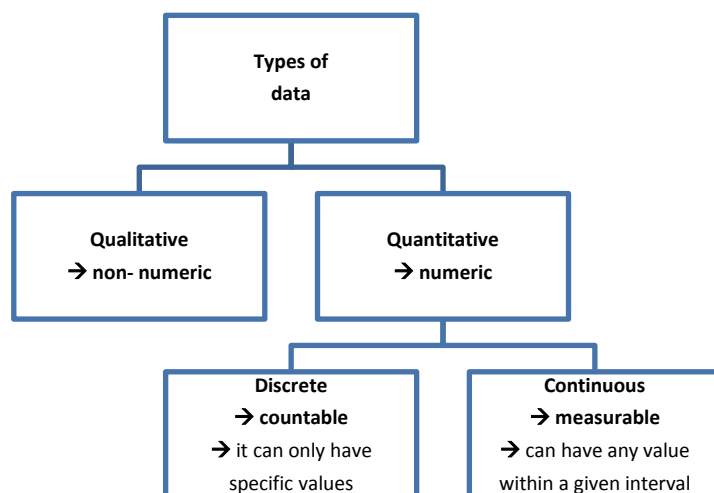 Types of
data
Qualitative
→ non- numeric
Quantitative
→ numeric
Discrete
→ countable
→ it can only have
specific values
Continuous
→ measurable
→ can have any value
within a given interval